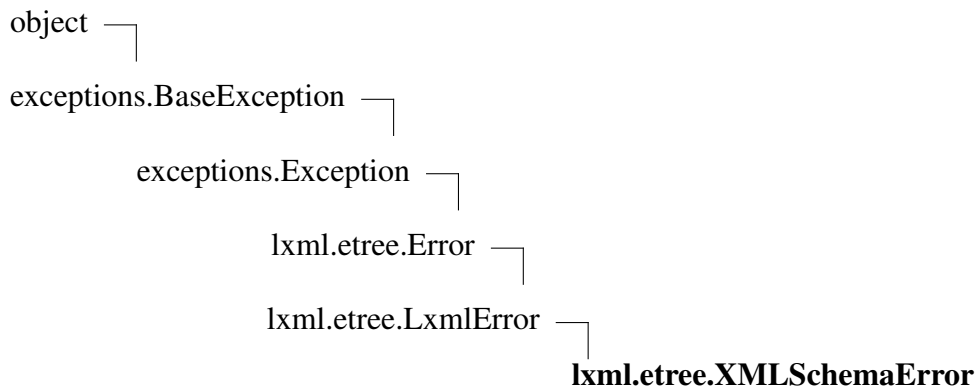 object
exceptions.BaseException
exceptions.Exception
lxml.etree.Error
lxml.etree.LxmlError
lxml.etree.XMLSchemaError